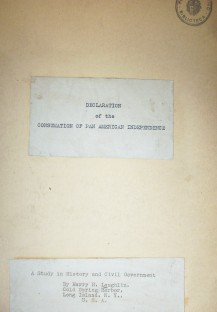 DECLARATION
of the
CONSUMATION OF PAN AMERICAN INDEPENDENCE
A Study in History and Civil Government
By Harry H. Laughlin
Cold Spring Harbor,
Long Island, N. Y.,
U. S. A.